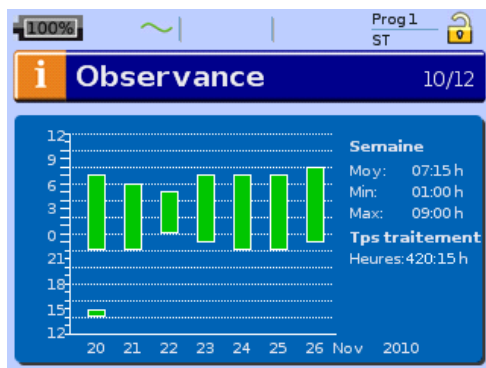 100%
Prog 1
ST
i Observance 10/12
12
9
6
3
0
21
18
15
12
20 21 22 23 24 25 26 Nov 2010
Semaine
Moy: 07:15 h
Min: 01:00 h
Max: 09:00 h
Tps traitement
Heures:420:15 h